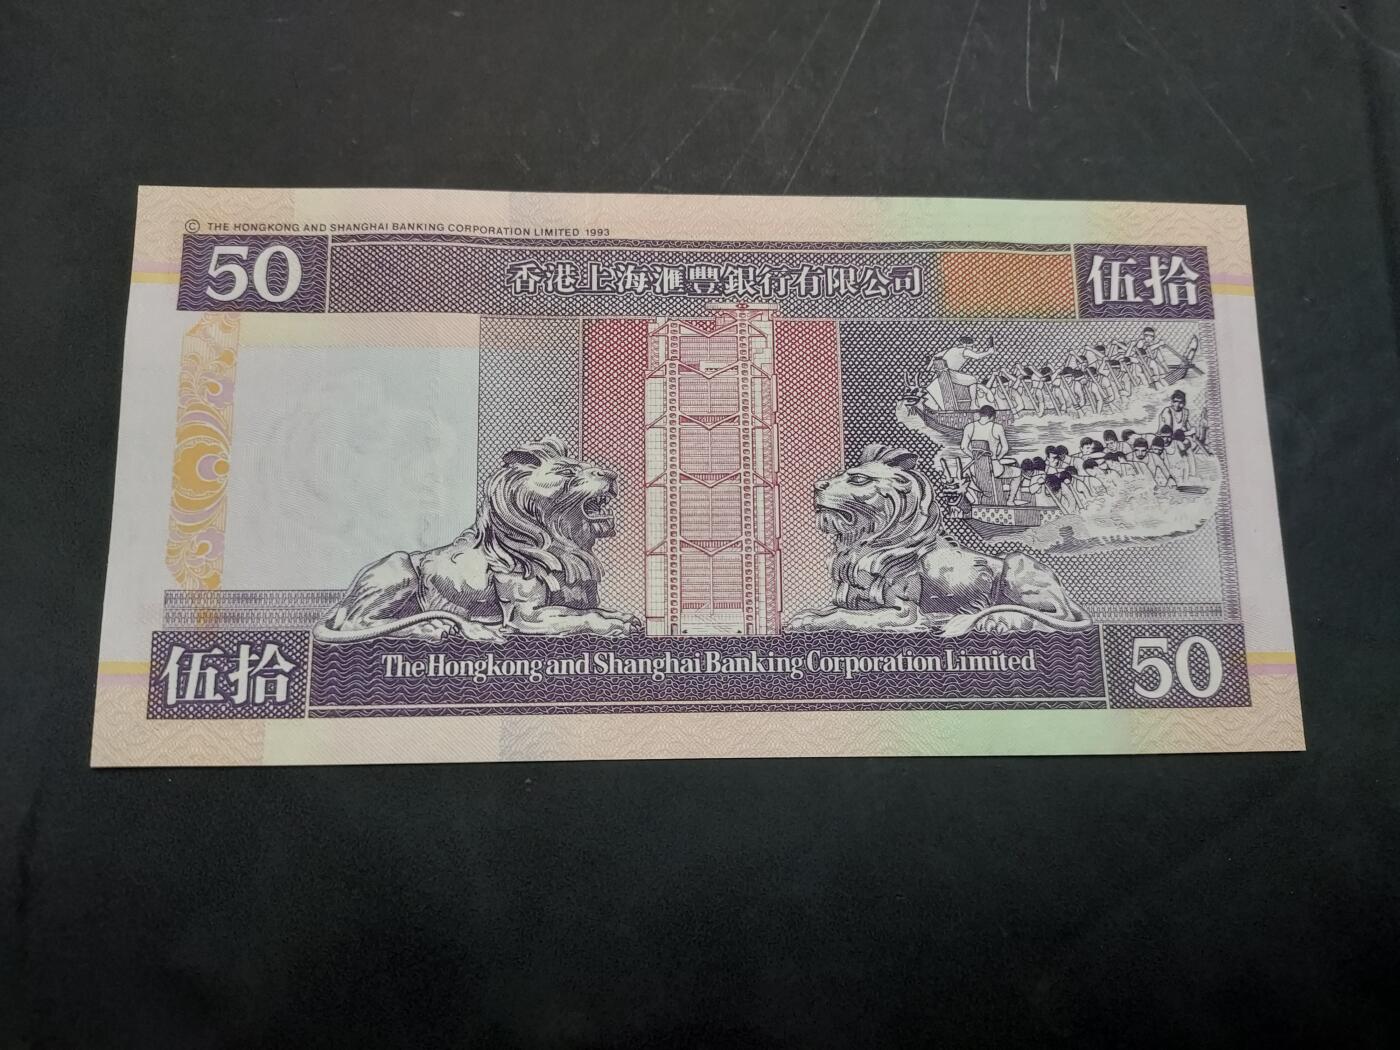 © THE HONGKONG AND SHANGHAI BANKING CORPORATION LIMITED 1993
50
香港上海滙豐銀行有限公司
伍拾
伍拾
The Hongkong and Shanghai Banking Corporation Limited
50